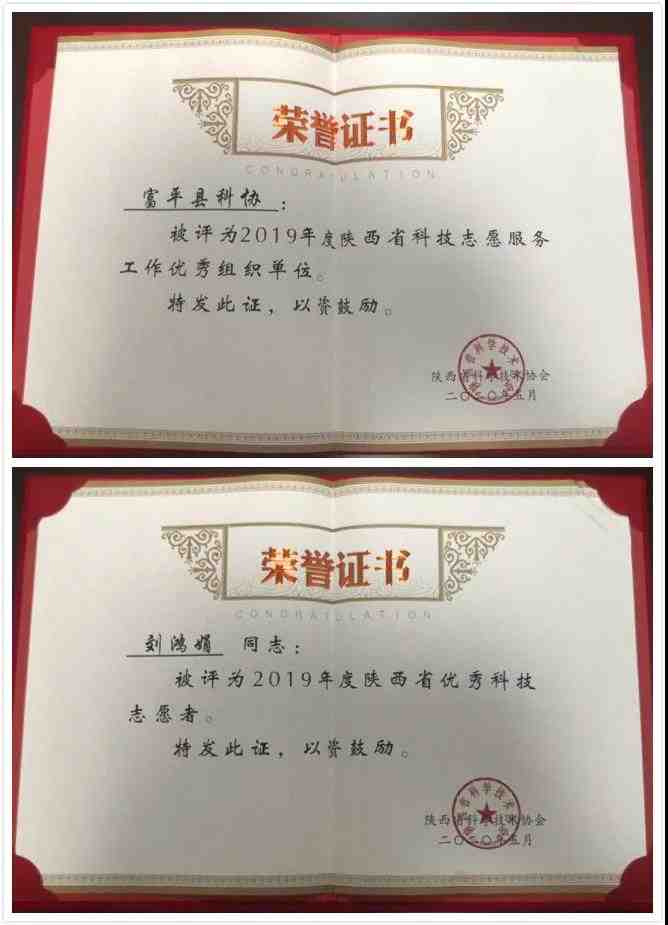 荣誉证书
CONGRAIULATION
富平县科协：
被评为2019年度陕西省科技志愿服务
工作优秀组织单位。
特发此证，以资鼓励。
陕西省科学技术协会
二〇二〇年五月
荣誉证书
CONGRAIULATION
刘鸿娟 同志：
被评为2019年度陕西省优秀科技
志愿者。
特发此证，以资鼓励。
陕西省科学技术协会
二〇二〇年五月